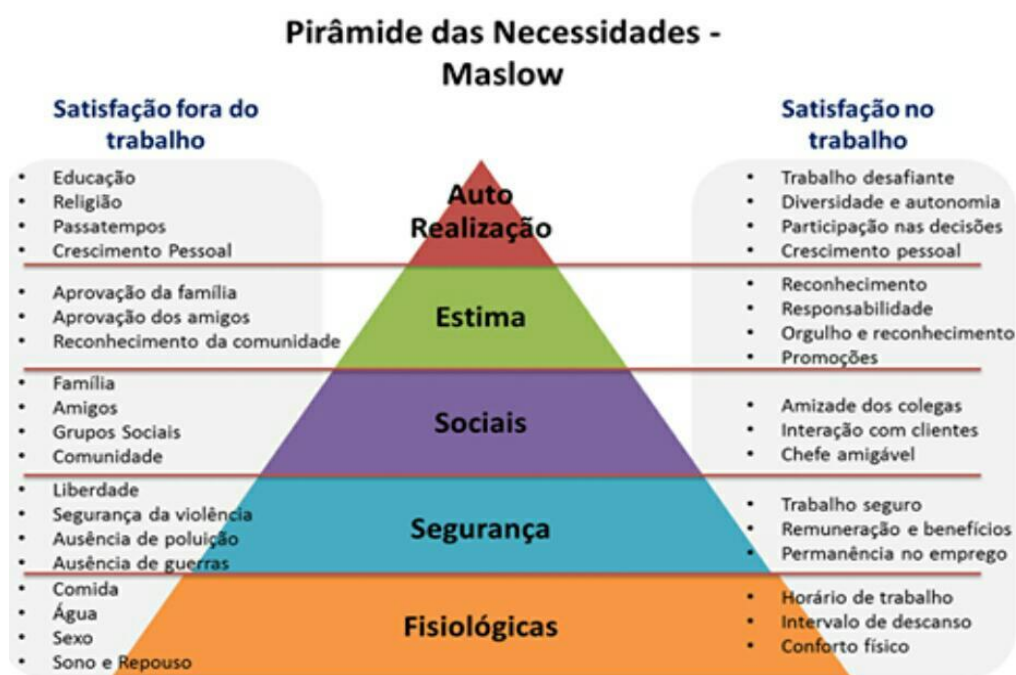 Pirâmide das Necessidades -
Maslow
Satisfação fora do
trabalho
Educação
Religião
Passatempos
Crescimento Pessoal
Aprovação da família
Aprovação dos amigos
Reconhecimento da comunidade
Família
Amigos
Grupos Sociais
Comunidade
Liberdade
Segurança da violência
Ausência de poluição
Ausência de guerras
Comida
Água
Sexo
Sono e Repouso
Auto
Realização
Estima
Sociais
Segurança
Fisiológicas
Satisfação no
trabalho
Trabalho desafiante
Diversidade e autonomia
Participação nas decisões
Crescimento pessoal
Reconhecimento
Responsabilidade
Orgulho e reconhecimento
Promoções
Amizade dos colegas
Interação com clientes
Chefe amigável
Trabalho seguro
Remuneração e benefícios
Permanência no emprego
Horário de trabalho
Intervalo de descanso
Conforto físico